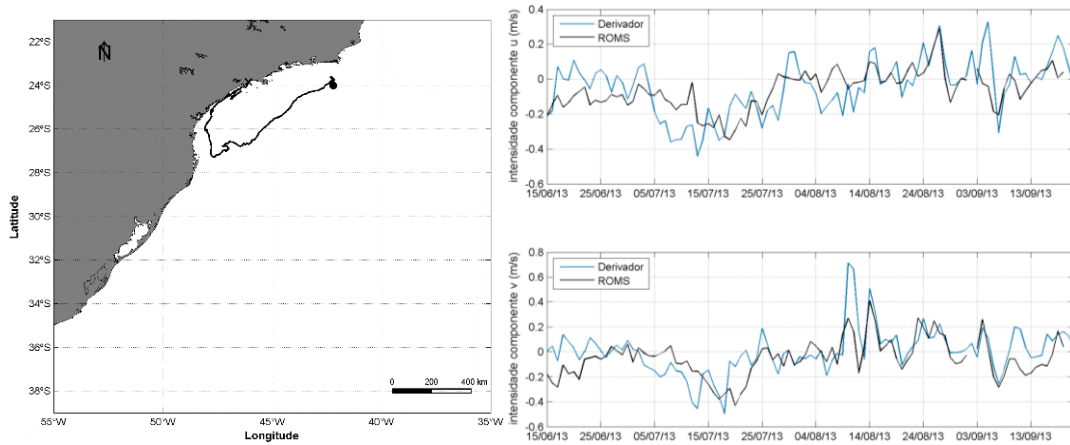 22°S
24°S
26°S
28°S
30°S
32°S
34°S
36°S
38°S
Latitude
N
0 200 400 km
55°W 50°W 45°W 40°W 35°W
Longitude
intensidade componente u (m/s)
0.4
0.2
0
-0.2
-0.4
-0.6
Derivador
ROMS
15/06/13 25/06/13 05/07/13 15/07/13 25/07/13 04/08/13 14/08/13 24/08/13 03/09/13 13/09/13
intensidade componente v (m/s)
0.8
0.6
0.4
0.2
0
-0.2
-0.4
-0.6
Derivador
ROMS
15/06/13 25/06/13 05/07/13 15/07/13 25/07/13 04/08/13 14/08/13 24/08/13 03/09/13 13/09/13